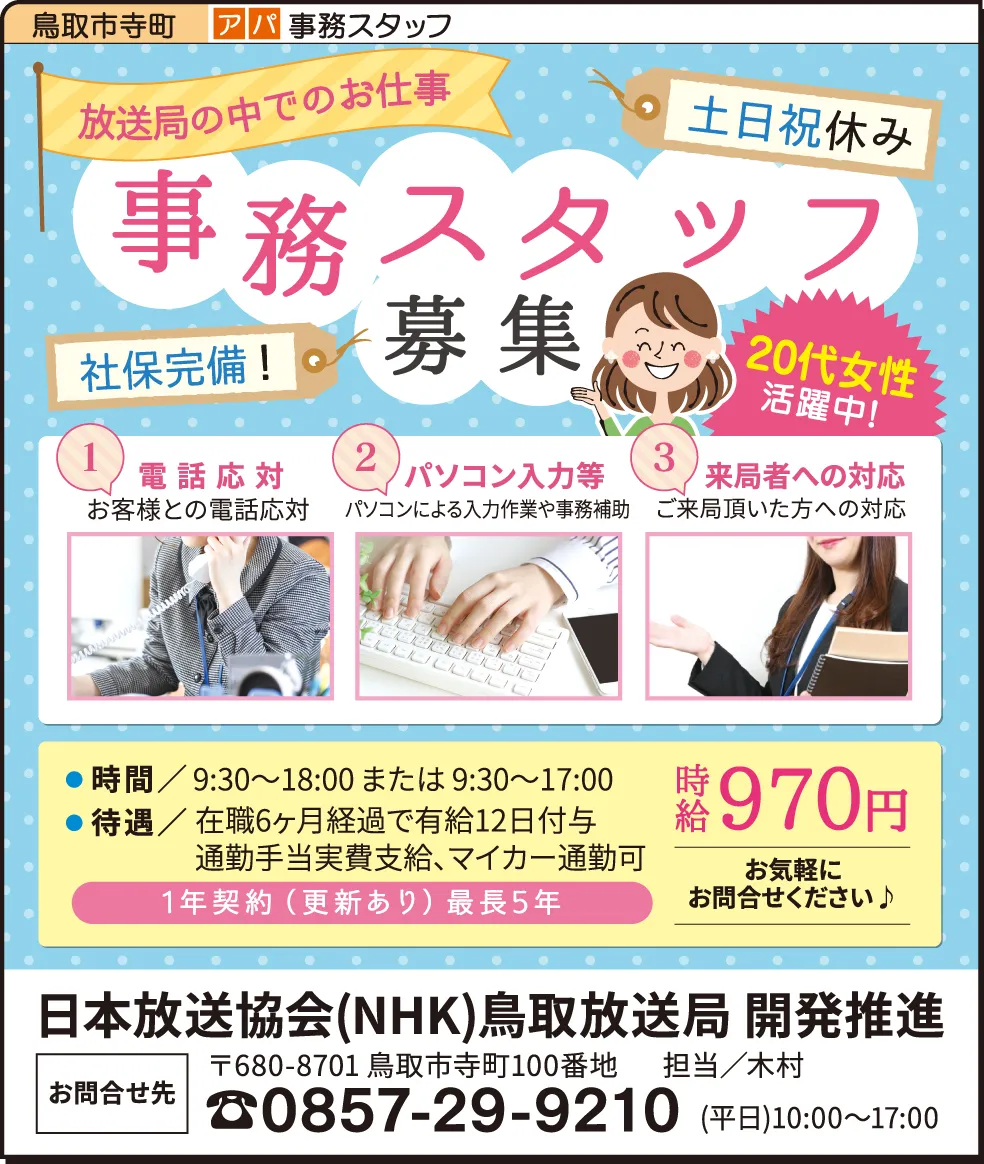 鳥取市寺町 アパ 事務スタッフ
放送局の中でのお仕事
土日祝休み
事務スタッフ
募集
社保完備！
20代女性
活躍中！
1 電話応対
お客様との電話応対
2 パソコン入力等
パソコンによる入力作業や事務補助
3 来局者への対応
ご来局頂いた方への対応
●時間／9:30〜18:00 または 9:30〜17:00
●待遇／在職6ヶ月経過で有給12日付与
通勤手当実費支給、マイカー通勤可
1年契約（更新あり）最長5年
時給970円
お気軽に
お問合せください♪
日本放送協会(NHK)鳥取放送局 開発推進
お問合せ先
〒680-8701 鳥取市寺町100番地 担当／木村
☎0857-29-9210 (平日)10:00〜17:00